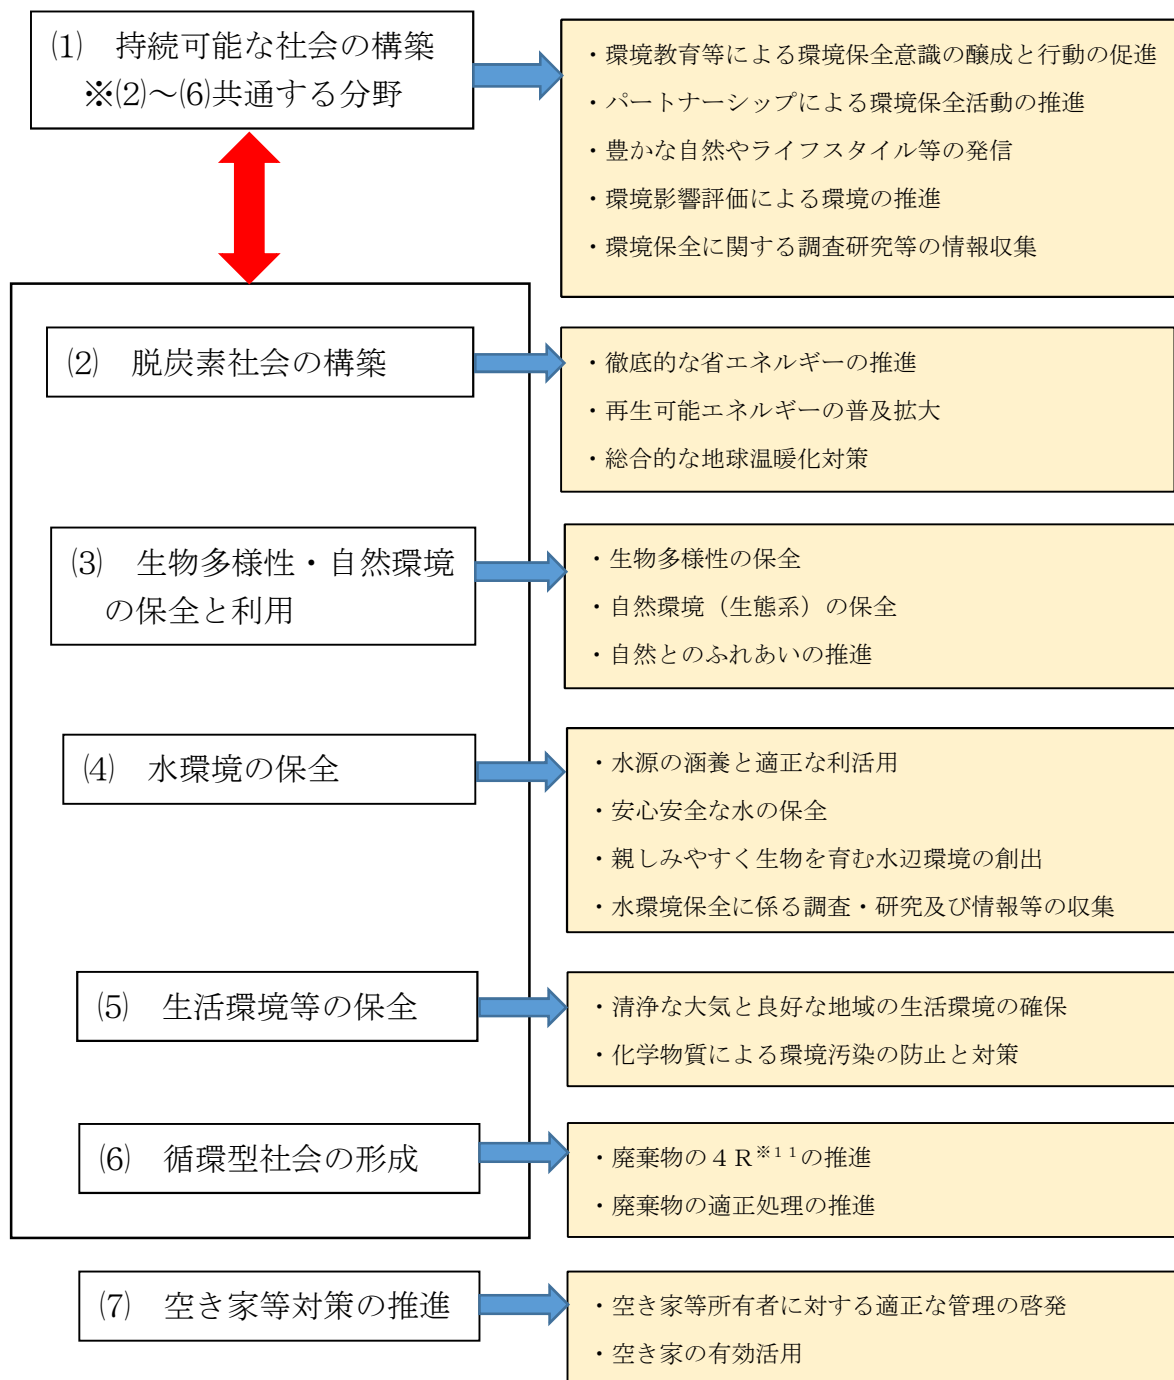 ⑴　持続可能な社会の構築
※⑵～⑹共通する分野
・環境教育等による環境保全意識の醸成と行動の促進
・パートナーシップによる環境保全活動の推進
・豊かな自然やライフスタイル等の発信
・環境影響評価による環境の推進
・環境保全に関する調査研究等の情報収集
⑵　脱炭素社会の構築
・徹底的な省エネルギーの推進
・再生可能エネルギーの普及拡大
・総合的な地球温暖化対策
⑶　生物多様性・自然環境
の保全と利用
・生物多様性の保全
・自然環境（生態系）の保全
・自然とのふれあいの推進
⑷　水環境の保全
・水源の涵養と適正な利活用
・安心安全な水の保全
・親しみやすく生物を育む水辺環境の創出
・水環境保全に係る調査・研究及び情報等の収集
⑸　生活環境等の保全
・清浄な大気と良好な地域の生活環境の確保
・化学物質による環境汚染の防止と対策
⑹　循環型社会の形成
・廃棄物の４Ｒ※１１の推進
・廃棄物の適正処理の推進
⑺　空き家等対策の推進
・空き家等所有者に対する適正な管理の啓発
・空き家の有効活用